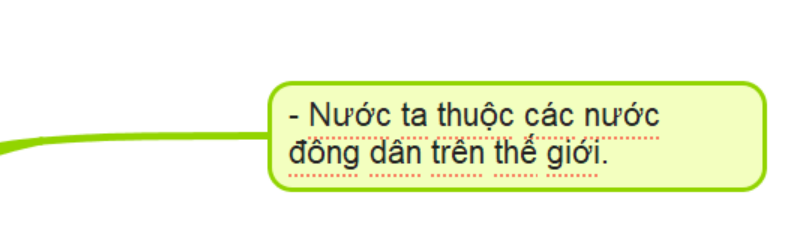 - Nước ta thuộc các nước
đông dân trên thế giới.